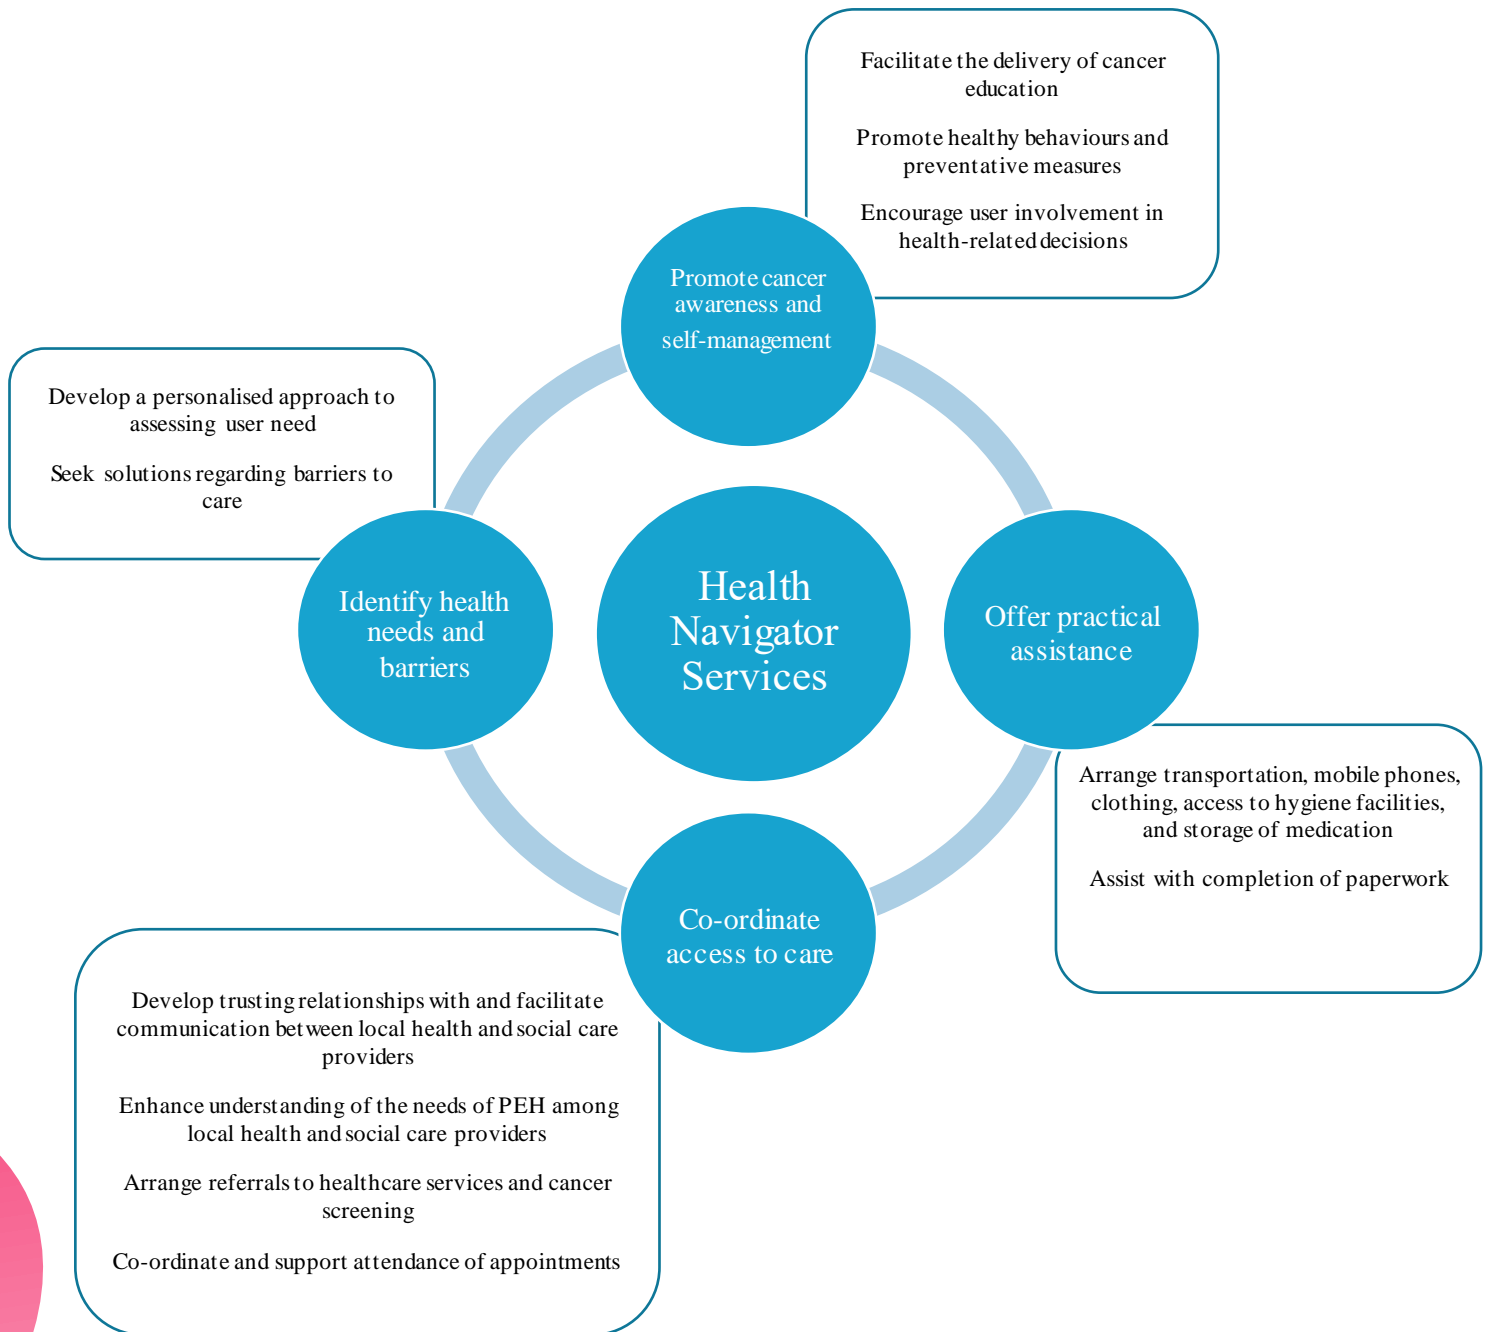 Facilitate the delivery of cancer
education
Promote healthy behaviours and
preventative measures
Encourage user involvement in
health-related decisions
Promote cancer
awareness and
self-management
Develop a personalised approach to
assessing user need
Seek solutions regarding barriers to
care
Identify health
needs and
barriers
Health
Navigator
Services
Offer practical
assistance
Arrange transportation, mobile phones,
clothing, access to hygiene facilities,
and storage of medication
Assist with completion of paperwork
Co-ordinate
access to care
Develop trusting relationships with and facilitate
communication between local health and social care
providers
Enhance understanding of the needs of PEH among
local health and social care providers
Arrange referrals to healthcare services and cancer
screening
Co-ordinate and support attendance of appointments